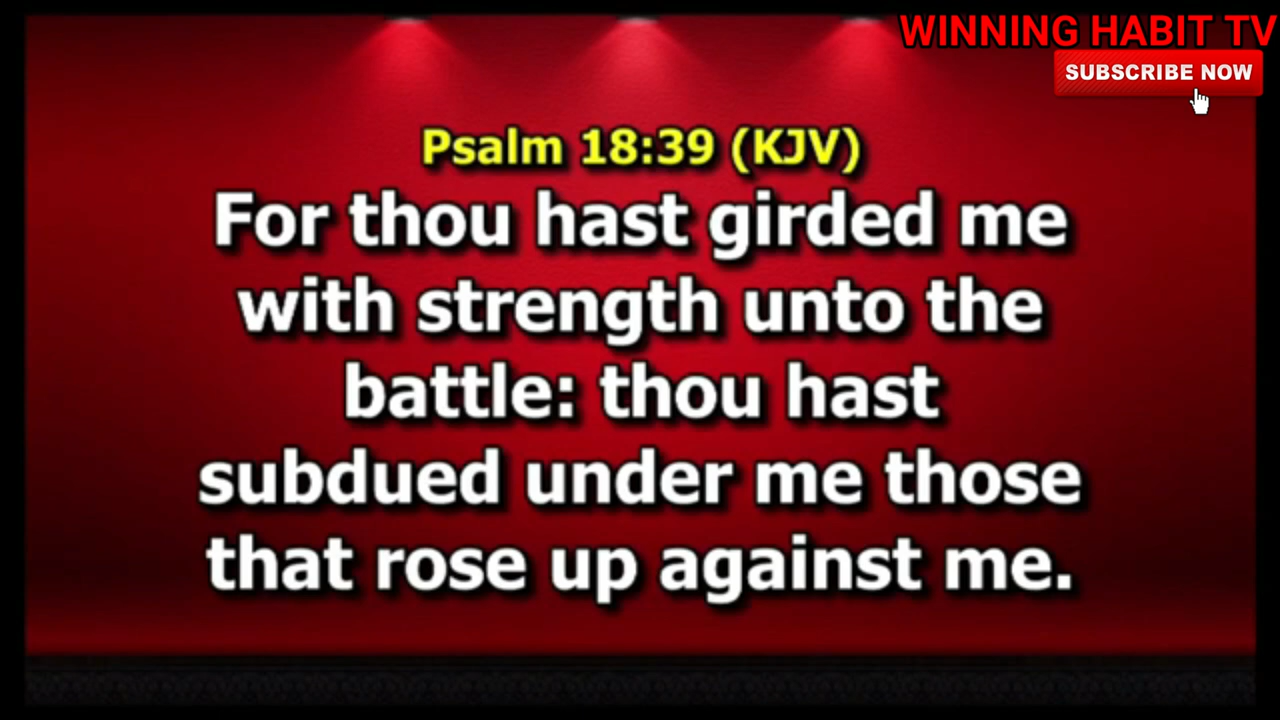 WINNING HABIT TV
SUBSCRIBE NOW
Psalm 18:39 (KJV)
For thou hast girded me
with strength unto the
battle: thou hast
subdued under me those
that rose up against me.